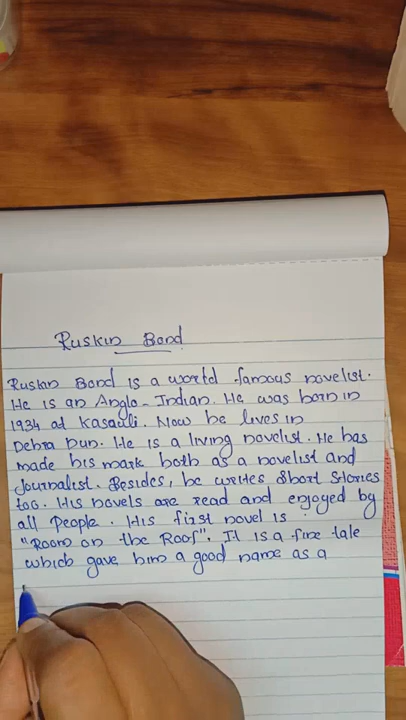 Ruskin Bond
Ruskin Bond is a world famous novelist.
He is an Anglo-Indian. He was born in
1934 at Kasauli. Now he lives in
Dehra Dun. He is a living novelist. He has
made his mark both as a novelist and
Journalist. Besides, he writes Short Stories
too. His novels are read and enjoyed by
all People. His first novel is
"Room on the Roof". It is a fine tale
which gave him a good name as a